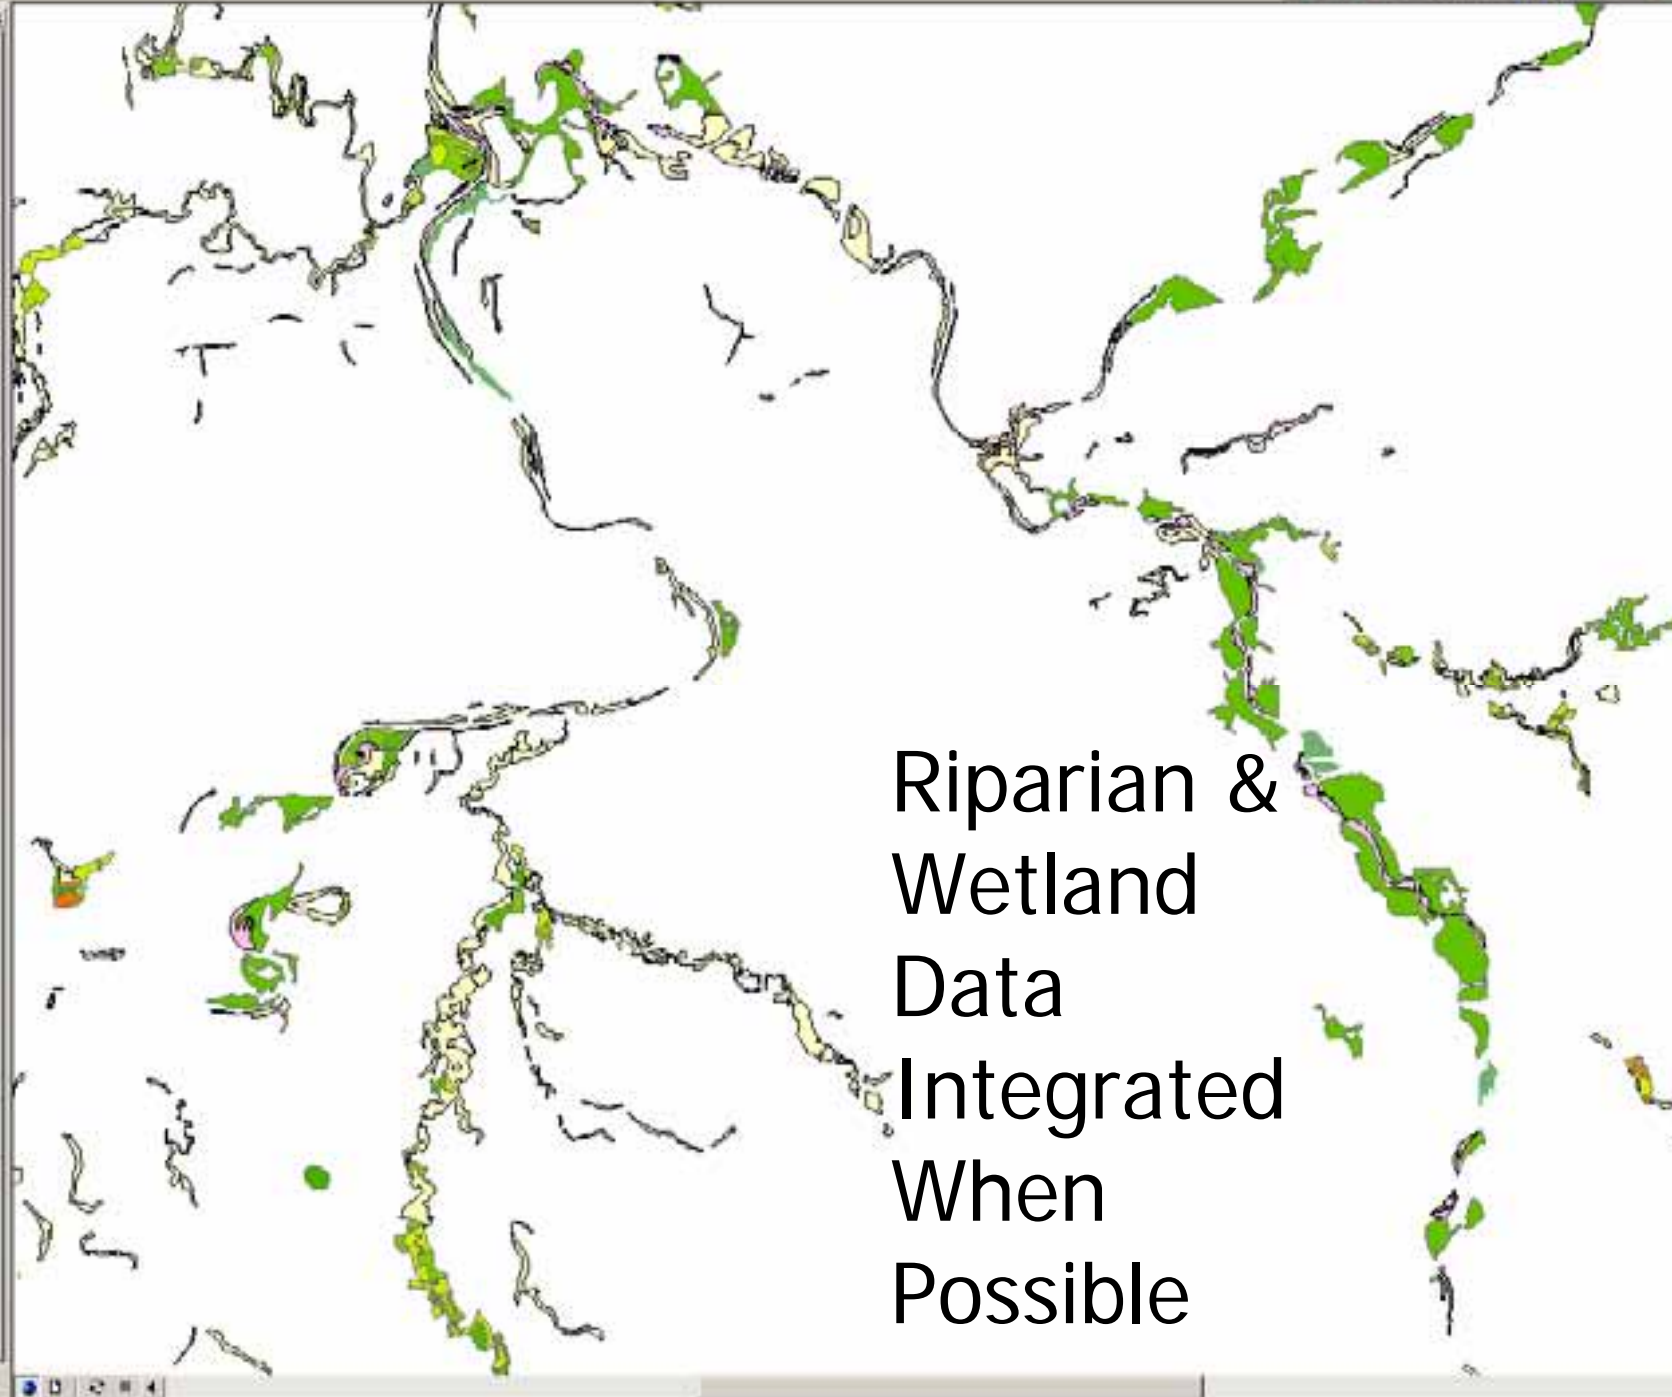 Riparian &
Wetland
Data
Integrated
When
Possible